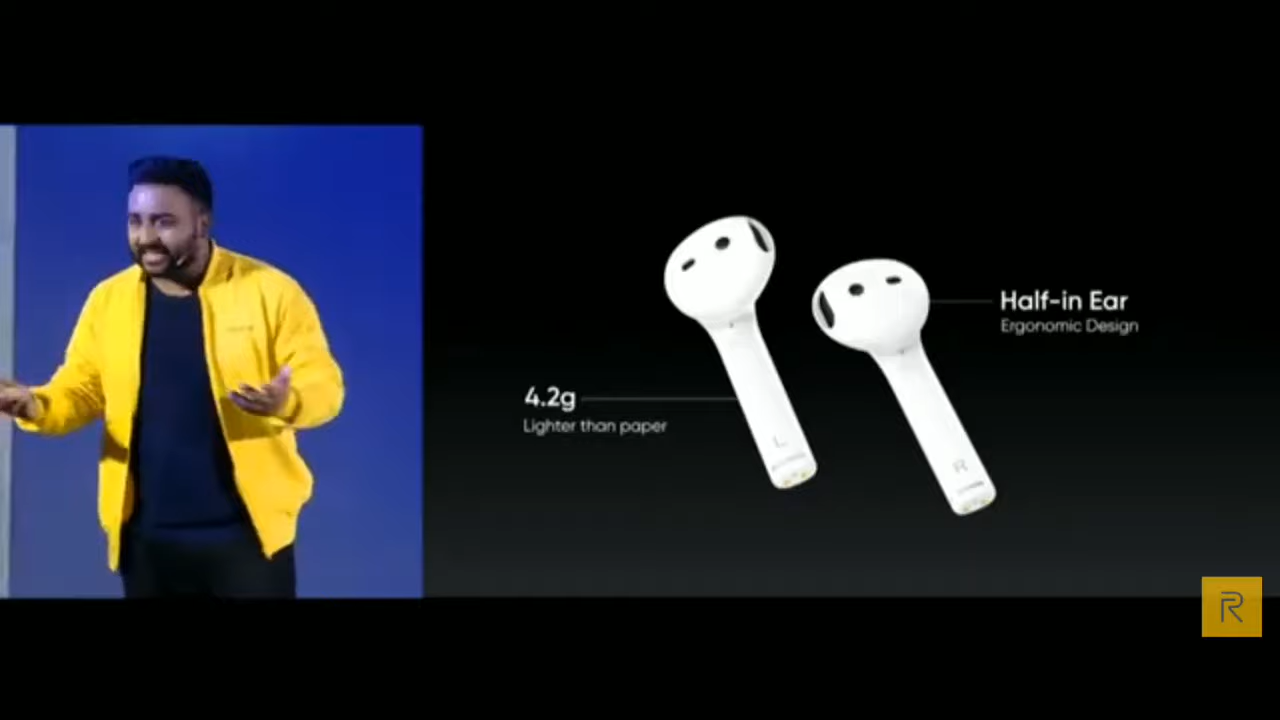 4.2g
Lighter than paper
Half-in Ear
Ergonomic Design
L
R
R